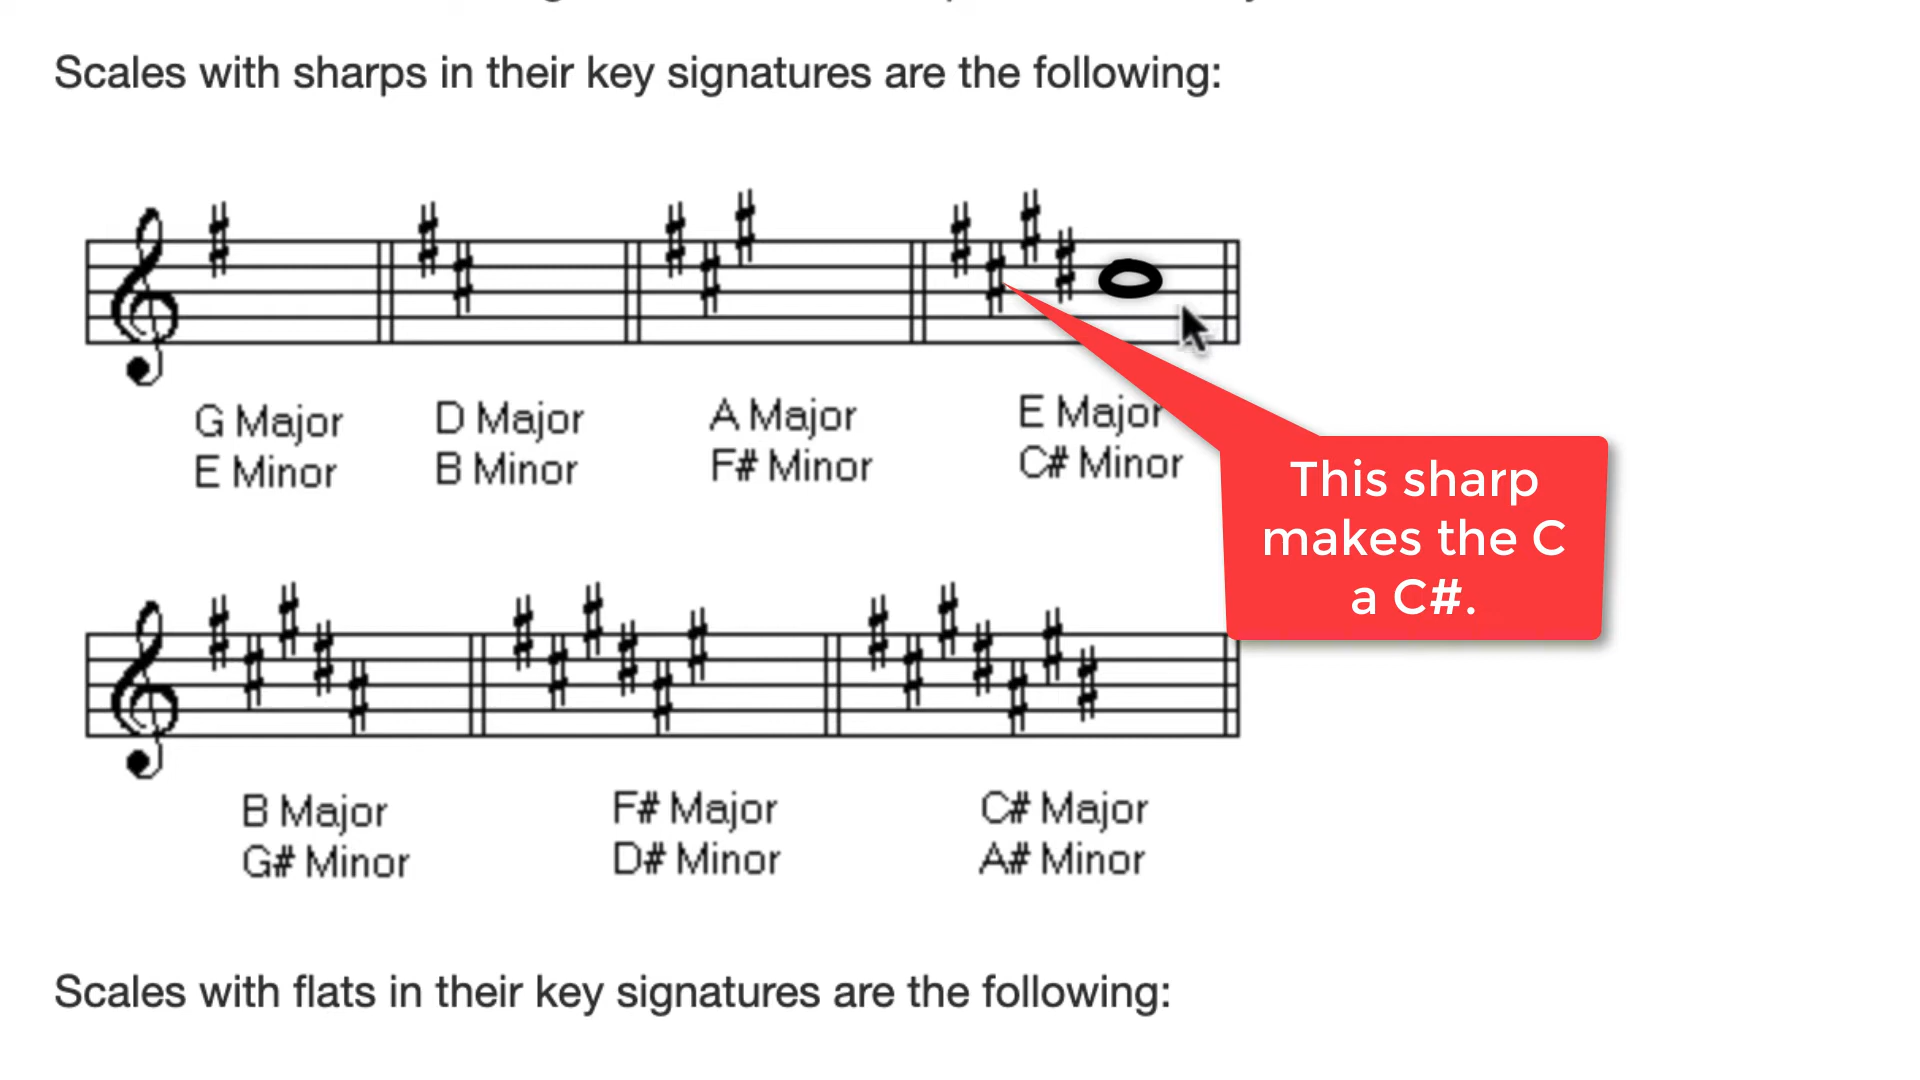 Scales with sharps in their key signatures are the following:
G Major
E Minor
D Major
B Minor
A Major
F# Minor
E Major
C# Minor
This sharp
makes the C
a C#.
B Major
G# Minor
F# Major
D# Minor
C# Major
A# Minor
Scales with flats in their key signatures are the following: